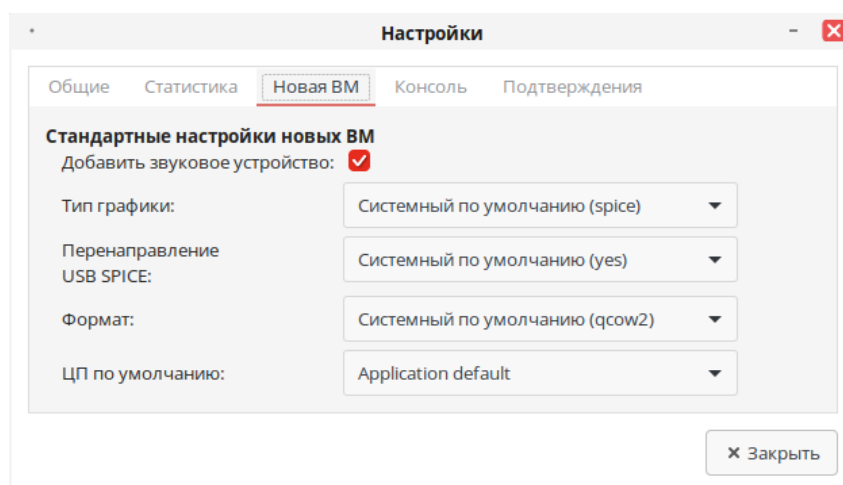 Настройки
Общие Статистика Новая ВМ Консоль Подтверждения
Стандартные настройки новых ВМ
Добавить звуковое устройство:
Тип графики: Системный по умолчанию (spice)
Перенаправление
USB SPICE: Системный по умолчанию (yes)
Формат: Системный по умолчанию (qcow2)
ЦП по умолчанию: Application default
Закрыть